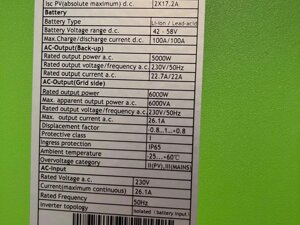 Isc PV(absolute maximum) d.c. 2X17.2A
Battery
Battery Type Li-Ion / Lead-acid
Battery Voltage range d.c. 42 - 58V
Max.Charge/discharge current d.c. 100A/100A
AC-Output(Back-up)
Rated output power 5000W
Rated output voltage/frequency a.c. 230V/50Hz
Rated output current a.c. 22.7A/22A
AC-Output(Grid side)
Rated output power 6000W
Max. apparent output power a.c. 6000VA
Rated output voltage/frequency a.c. 230V/50Hz
Max. output current a.c. 26.1A
Displacement factor -0.8...1...+0.8
Protective class I
Ingress protection IP65
Ambient temperature -25...+60℃
Overvoltage category II(PV),III(MAINS)
AC-Input
Rated Voltage a.c. 230V
Current(maximum continuous) 26.1A
Rated Frequency 50Hz
Inverter topology isolated (battery input)